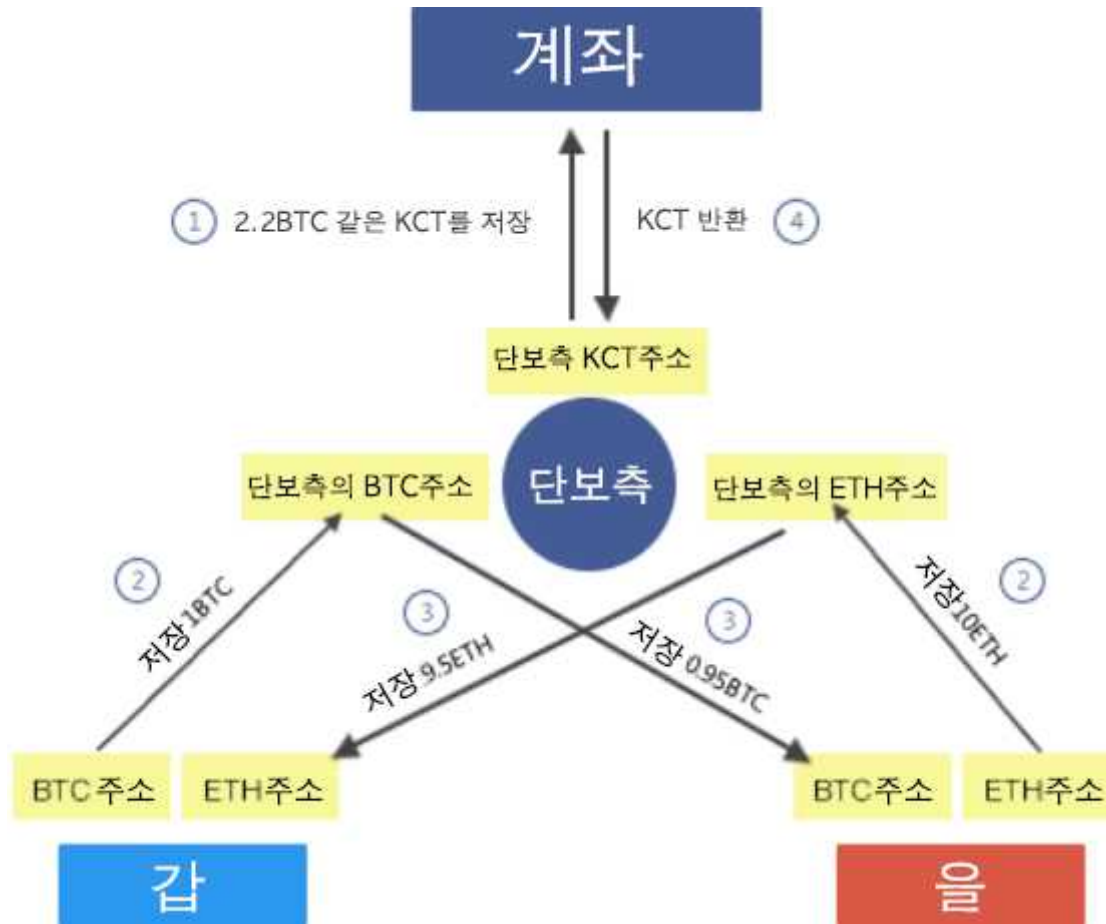 계좌
① 2.2BTC 같은 KCT를 저장
KCT 반환 ④
단보측 KCT주소
단보측의 BTC주소
단보측
단보측의 ETH주소
②
저장 1BTC
③
저장 9.5ETH
③
저장 0.95BTC
②
저장 10ETH
BTC 주소
ETH주소
BTC주소
ETH주소
갑
을